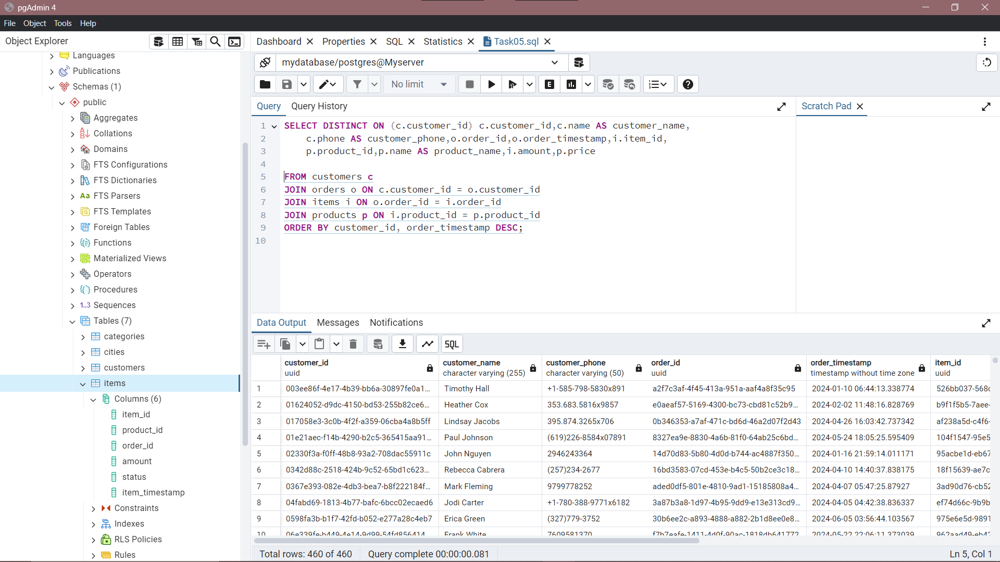 pgAdmin 4
File Object Tools Help
Object Explorer
Languages
Publications
Schemas (1)
public
Aggregates
Collations
Domains
FTS Configurations
FTS Dictionaries
Aa FTS Parsers
FTS Templates
Foreign Tables
Functions
Materialized Views
Operators
Procedures
1..3 Sequences
Tables (7)
categories
cities
customers
items
Columns (6)
item_id
product_id
order_id
amount
status
item_timestamp
Constraints
Indexes
RLS Policies
Rules
Dashboard Properties SQL Statistics Task05.sql
mydatabase/postgres@Myserver
No limit E
Query Query History
Scratch Pad
1 SELECT DISTINCT ON (c.customer_id) c.customer_id,c.name AS customer_name,
2 c.phone AS customer_phone,o.order_id,o.order_timestamp,i.item_id,
3 p.product_id,p.name AS product_name,i.amount,p.price
4
5 FROM customers c
6 JOIN orders o ON c.customer_id = o.customer_id
7 JOIN items i ON o.order_id = i.order_id
8 JOIN products p ON i.product_id = p.product_id
9 ORDER BY customer_id, order_timestamp DESC;
10
Data Output Messages Notifications
SQL
customer_id customer_name customer_phone order_id order_timestamp item_id
uuid character varying (255) character varying (50) uuid timestamp without time zone uuid
1 003ee86f-4e17-4b39-bb6a-30897fe0a1... Timothy Hall +1-585-798-5830x891 a2f7c3af-4f45-413a-951a-aaf4a8f35c95 2024-01-10 06:44:13.338774 526bb037-568c
2 01624052-d9dc-4150-bd53-255b82ce6... Heather Cox 353.683.5816x9857 e0aeaf57-5169-4300-bc73-cbd81c52b9... 2024-02-02 11:48:16.828769 b9f1f5b5-7aee-
3 017058e3-3c0b-4f2f-a359-06cba4a8b5ff Lindsay Jacobs 395.874.3265x706 0b346353-a7af-471c-bd6d-46a2d07f2d43 2024-04-26 16:03:42.737342 af238a5d-c4f6-
4 01e21aec-f14b-4290-b2c5-365415aa91... Paul Johnson (619)226-8584x07891 8327ea9e-8830-4a6b-81f0-64ab25c6bd... 2024-05-24 18:05:25.595409 104f1547-95e5
5 02330f3a-f0ff-48b8-93a2-708dac55911c John Nguyen 2946243364 14d70d83-5b80-4d0d-b744-ac4887f350... 2024-01-16 21:59:14.011171 95acbe1d-eb67
6 0342d88c-2518-424b-9c52-65bd1c623... Rebecca Cabrera (257)234-2677 16bd3583-07cd-453e-b4c5-50b2ce3c18... 2024-04-10 14:40:37.838175 18f15639-ae7c
7 0367e393-082e-4db3-bea7-b8f222184f... Mark Fleming 9799778252 aded0df5-801e-4810-9ad1-15185808a4... 2024-04-07 05:47:25.87927 3ad90d76-cb52
8 04fabd69-1813-4b77-bafc-6bcc02ecaed6 Jodi Carter +1-780-388-9771x6182 3a87b3a8-1d97-4b95-9dd9-e13e313cd9... 2024-04-05 04:42:38.836337 ef74d66c-9b9b
9 0598fa3b-b1f7-42fd-b052-e277a28c4eb7 Erica Green (327)779-3752 30b6ee2c-a893-4888-a882-2b1d8ee0e8... 2024-06-05 03:56:44.103567 975e6e5d-9891
10 06e339fe-b449-4e14-9d99-54fd856414... Frank White 7609581370 f7b7eafe-1411-4d0f-90ac-1818db641772 2024-05-22 22:06:11.373039 962aad49-eb42
Total rows: 460 of 460 Query complete 00:00:00.081 Ln 5, Col 1